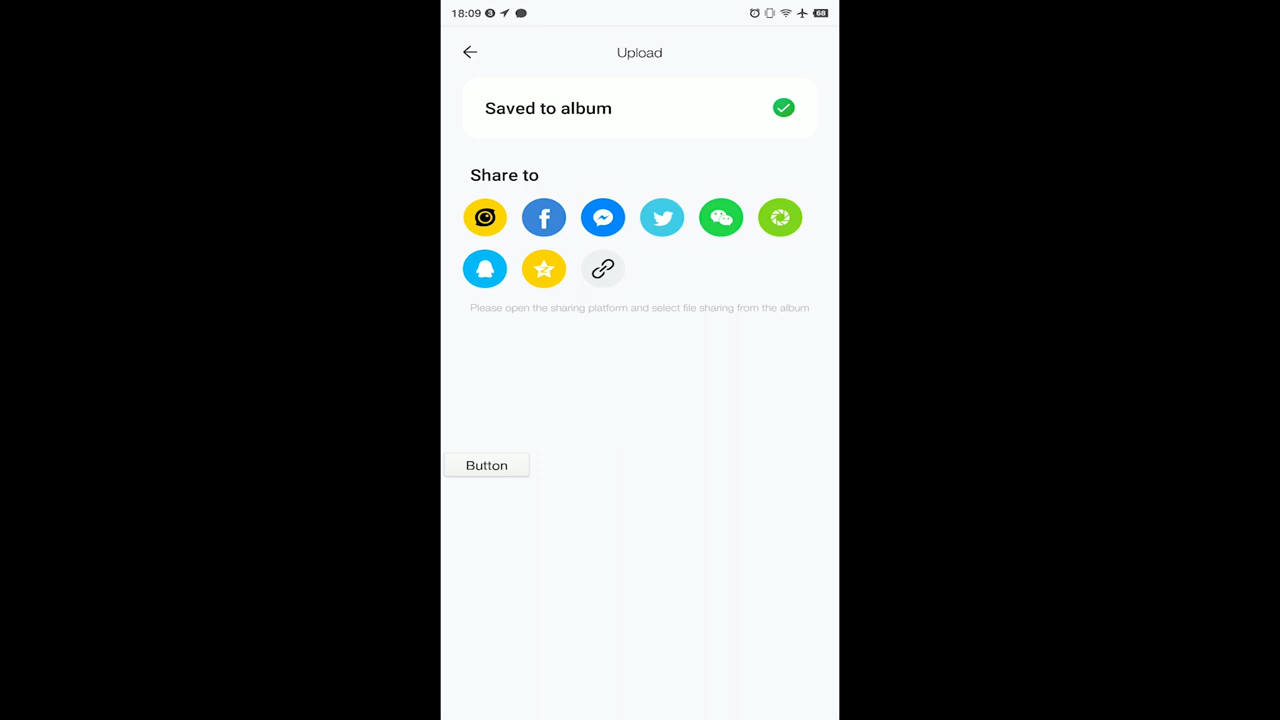 18:09
68
Upload
Saved to album
Share to
Please open the sharing platform and select file sharing from the album
Button